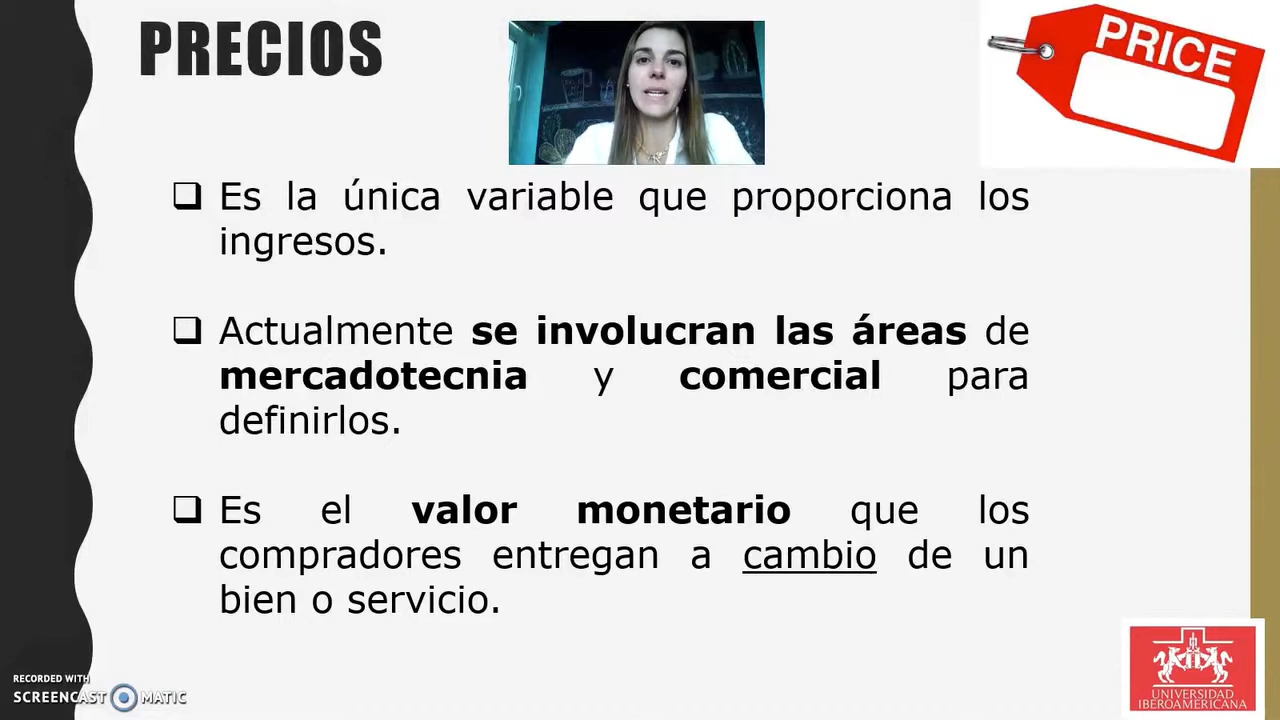 PRECIOS
PRICE
Es la única variable que proporciona los
ingresos.
Actualmente se involucran las áreas de
mercadotecnia y comercial para
definirlos.
Es el valor monetario que los
compradores entregan a cambio de un
bien o servicio.
RECORDED WITH
SCREENCAST MATIC
UNIVERSIDAD
IBEROAMERICANA